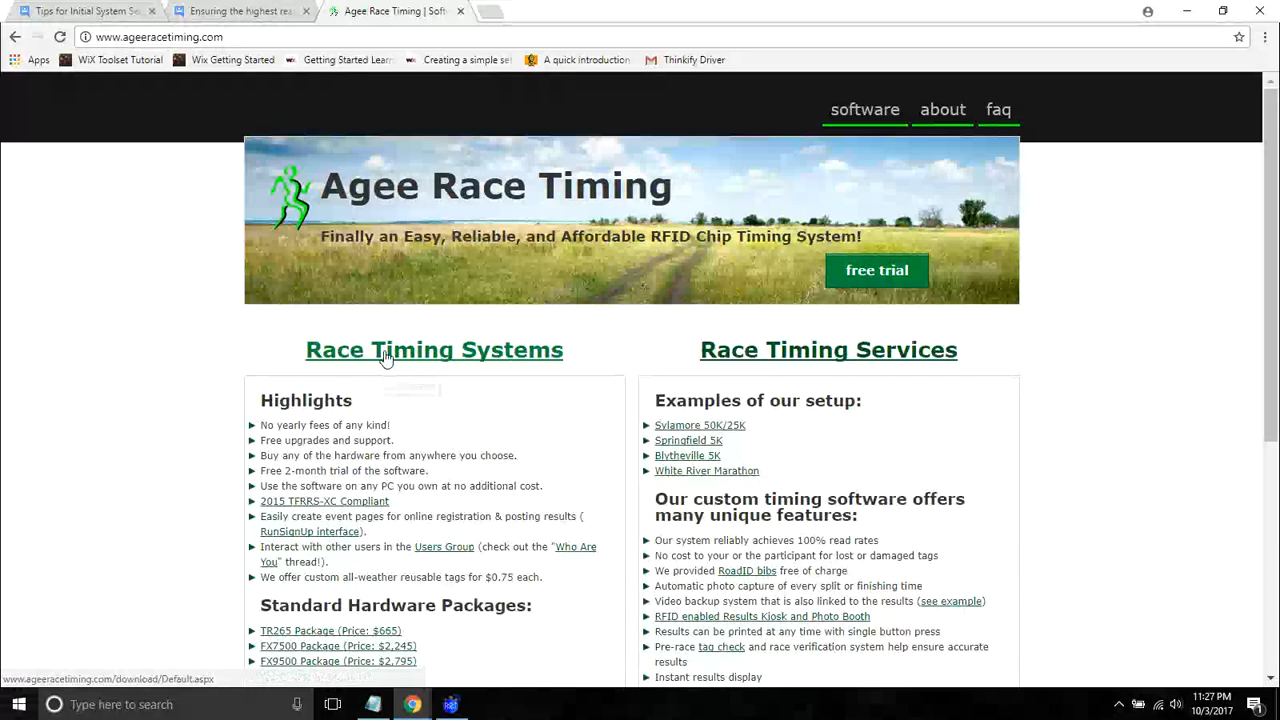 Tips for Initial System Se
Ensuring the highest rea
Agee Race Timing | Soft
www.ageeracetiming.com
Apps
WiX Toolset Tutorial
Wix Getting Started
Getting Started Learn
Creating a simple se
A quick introduction
Thinkify Driver
software
about
faq
Agee Race Timing
Finally an Easy, Reliable, and Affordable RFID Chip Timing System!
free trial
Race Timing Systems
Highlights
No yearly fees of any kind!
Free upgrades and support.
Buy any of the hardware from anywhere you choose.
Free 2-month trial of the software.
Use the software on any PC you own at no additional cost.
2015 TFRRS-XC Compliant
Easily create event pages for online registration & posting results (
RunSignUp interface).
Interact with other users in the Users Group (check out the "Who Are
You" thread!).
We offer custom all-weather reusable tags for $0.75 each.
Standard Hardware Packages:
TR265 Package (Price: $665)
FX7500 Package (Price: $2,245)
FX9500 Package (Price: $2,795)
Race Timing Services
Examples of our setup:
Sylamore 50K/25K
Springfield 5K
Blytheville 5K
White River Marathon
Our custom timing software offers
many unique features:
Our system reliably achieves 100% read rates
No cost to your or the participant for lost or damaged tags
We provided RoadID bibs free of charge
Automatic photo capture of every split or finishing time
Video backup system that is also linked to the results (see example)
RFID enabled Results Kiosk and Photo Booth
Results can be printed at any time with single button press
Pre-race tag check and race verification system help ensure accurate
results
Instant results display
www.ageeracetiming.com/download/Default.aspx
Type here to search
11:27 PM
10/3/2017